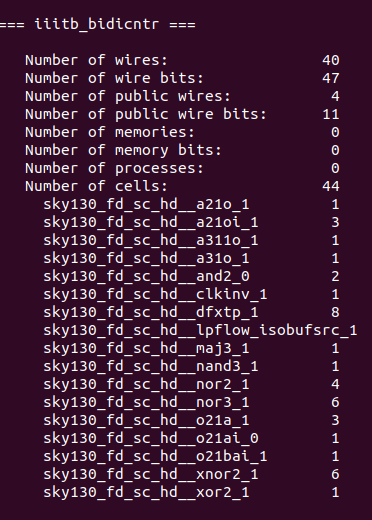 === iiitb_bidicntr ===
Number of wires: 40
Number of wire bits: 47
Number of public wires: 4
Number of public wire bits: 11
Number of memories: 0
Number of memory bits: 0
Number of processes: 0
Number of cells: 44
sky130_fd_sc_hd__a21o_1 1
sky130_fd_sc_hd__a21oi_1 3
sky130_fd_sc_hd__a311o_1 1
sky130_fd_sc_hd__a31o_1 1
sky130_fd_sc_hd__and2_0 2
sky130_fd_sc_hd__clkinv_1 1
sky130_fd_sc_hd__dfxtp_1 8
sky130_fd_sc_hd__lpflow_isobufsrc_1
sky130_fd_sc_hd__maj3_1 1
sky130_fd_sc_hd__nand3_1 1
sky130_fd_sc_hd__nor2_1 4
sky130_fd_sc_hd__nor3_1 6
sky130_fd_sc_hd__o21a_1 3
sky130_fd_sc_hd__o21ai_0 1
sky130_fd_sc_hd__o21bai_1 1
sky130_fd_sc_hd__xnor2_1 6
sky130_fd_sc_hd__xor2_1 1